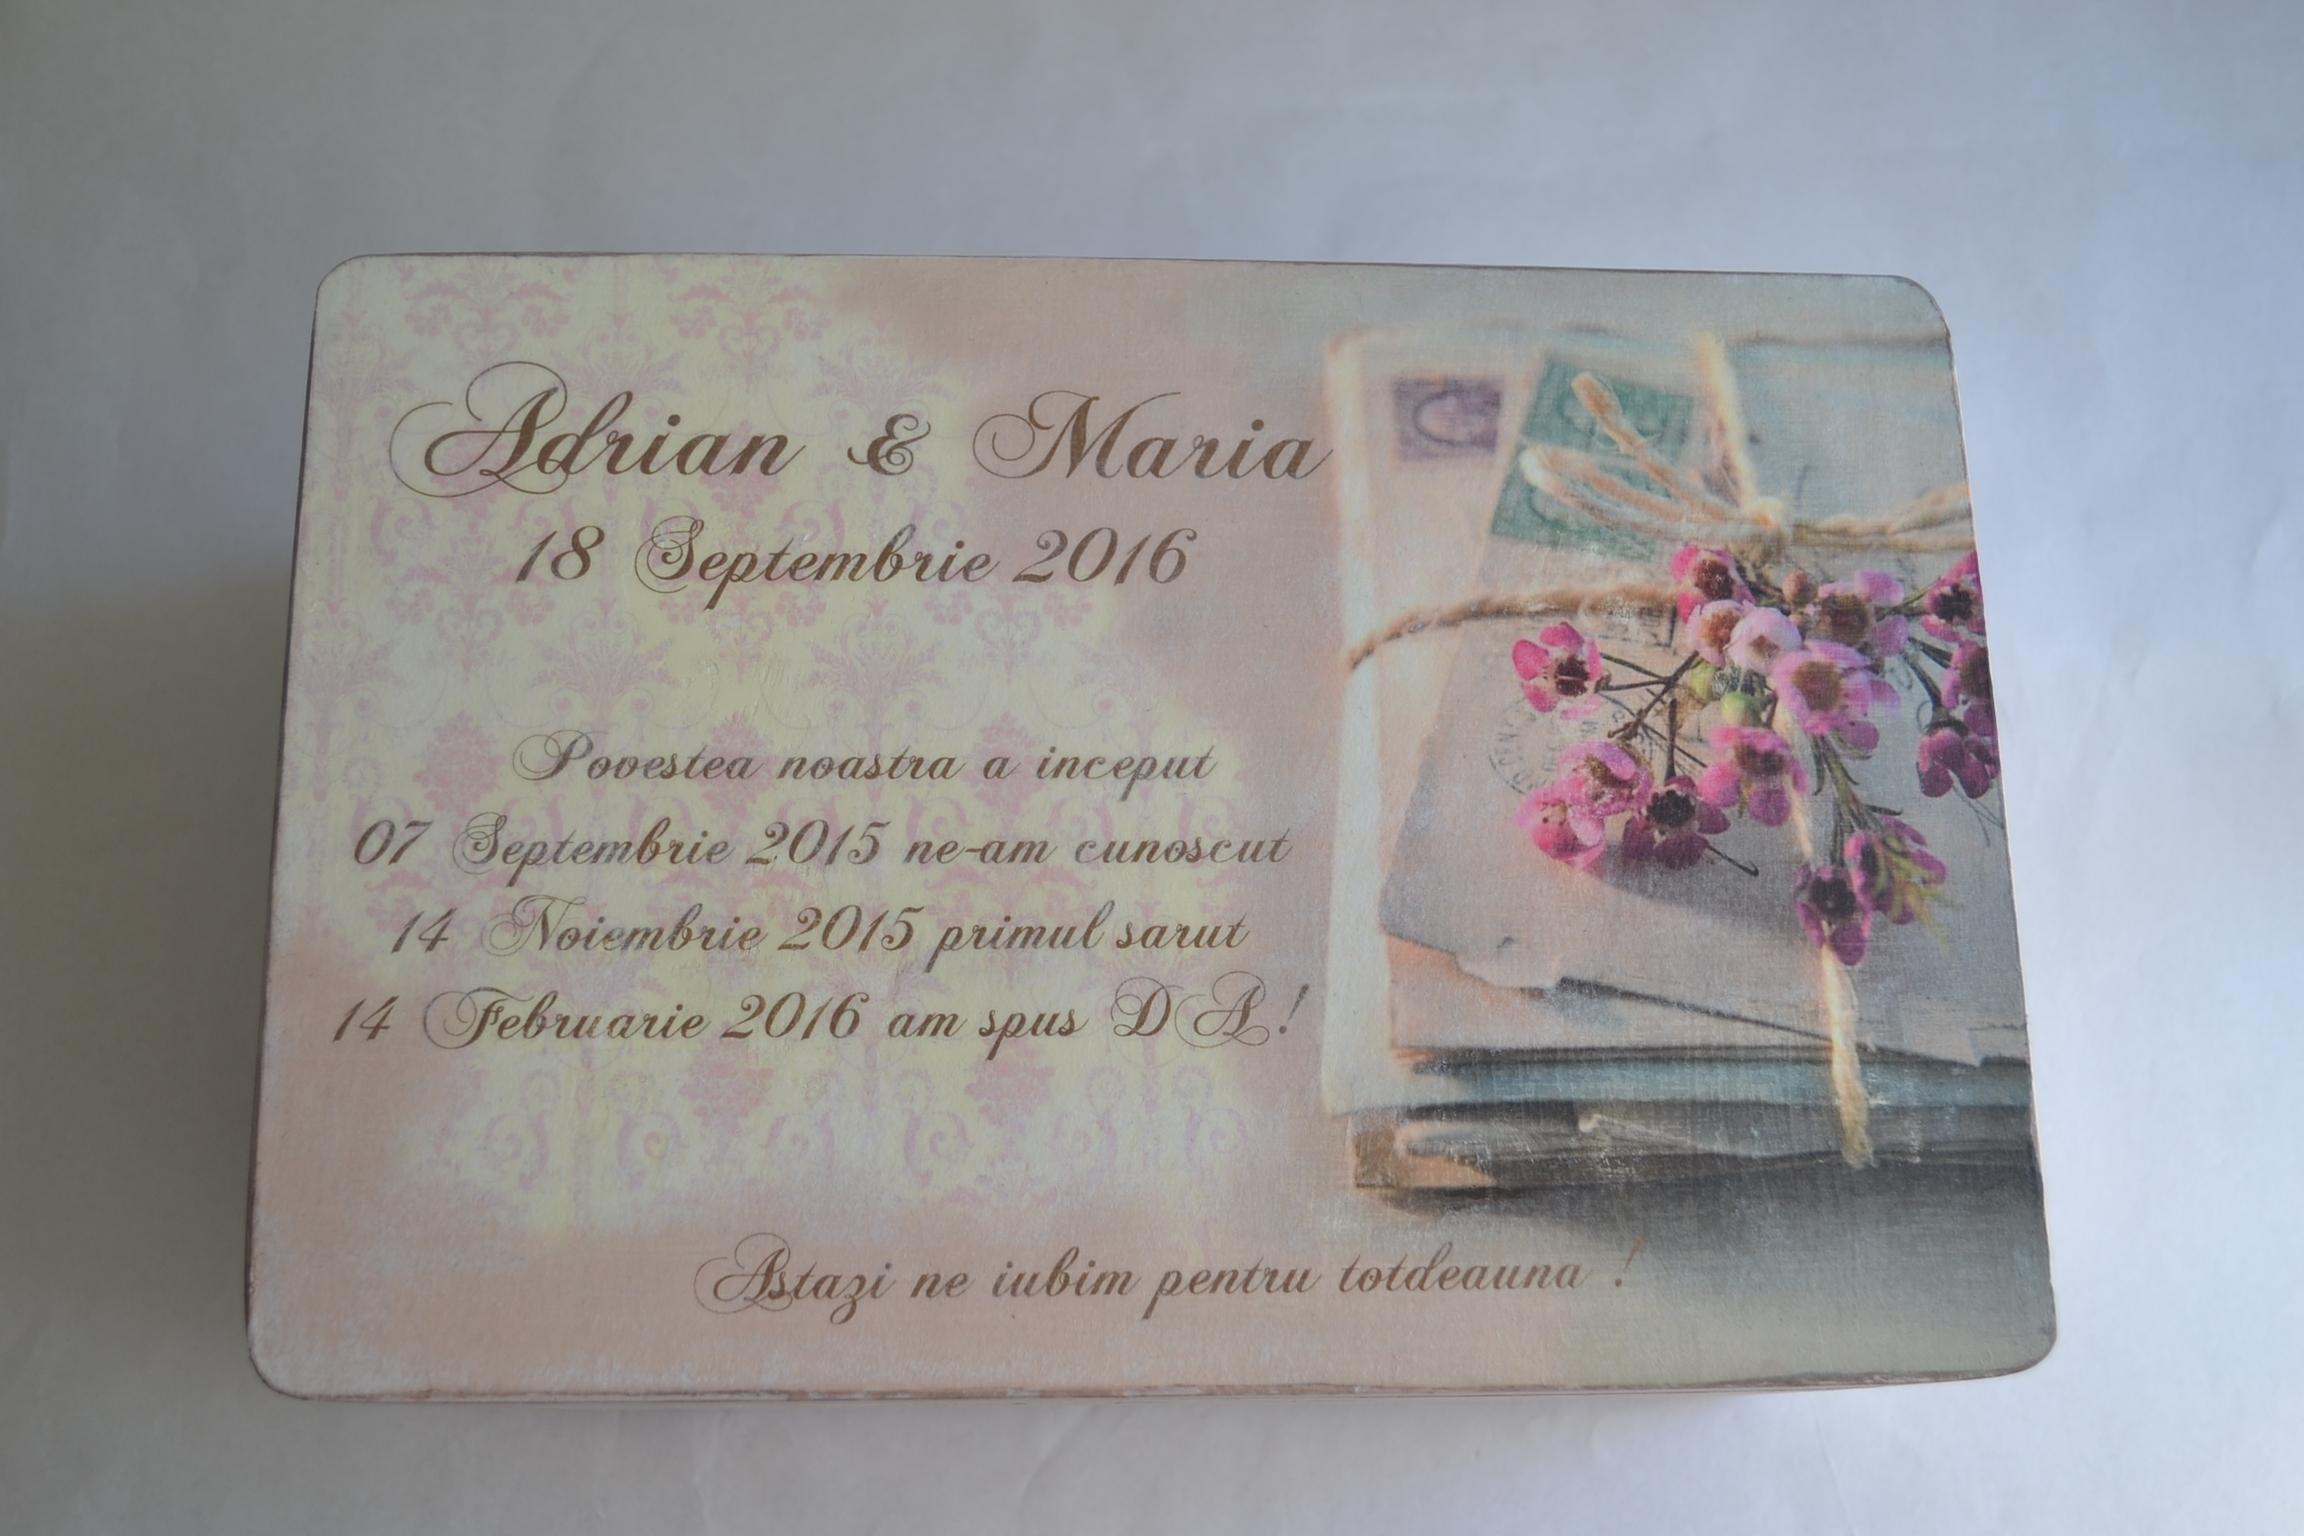 Adrian & Maria
18 Septembrie 2016
Povestea noastra a inceput
07 Septembrie 2015 ne-am cunoscut
14 Noiembrie 2015 primul sarut
14 Februarie 2016 am spus DA!
Astazi ne iubim pentru totdeauna !